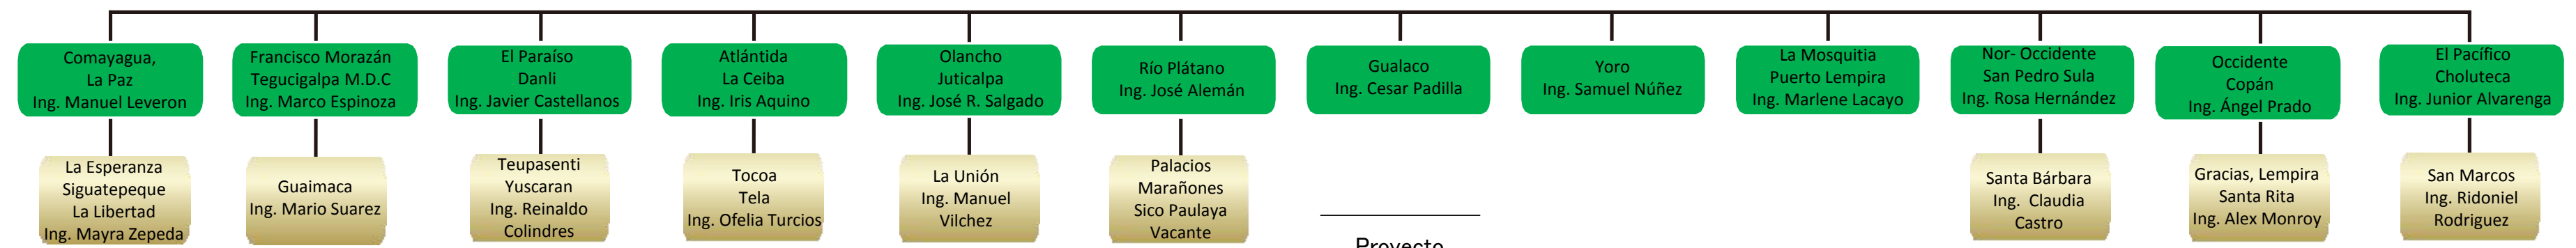 Comayagua,
La Paz
Ing. Manuel Leveron
Francisco Morazán
Tegucigalpa M.D.C
Ing. Marco Espinoza
El Paraíso
Danli
Ing. Javier Castellanos
Atlántida
La Ceiba
Ing. Iris Aquino
Olancho
Juticalpa
Ing. José R. Salgado
Río Plátano
Ing. José Alemán
Gualaco
Ing. Cesar Padilla
Yoro
Ing. Samuel Núñez
La Mosquitia
Puerto Lempira
Ing. Marlene Lacayo
Nor- Occidente
San Pedro Sula
Ing. Rosa Hernández
Occidente
Copán
Ing. Ángel Prado
El Pacífico
Choluteca
Ing. Junior Alvarenga
La Esperanza
Siguatepeque
La Libertad
Ing. Mayra Zepeda
Guaimaca
Ing. Mario Suarez
Teupasenti
Yuscaran
Ing. Reinaldo
Colindres
Tocoa
Tela
Ing. Ofelia Turcios
La Unión
Ing. Manuel
Vilchez
Palacios
Marañones
Sico Paulaya
Vacante
Santa Bárbara
Ing. Claudia
Castro
Gracias, Lempira
Santa Rita
Ing. Alex Monroy
San Marcos
Ing. Ridoniel
Rodriguez
Proyecto